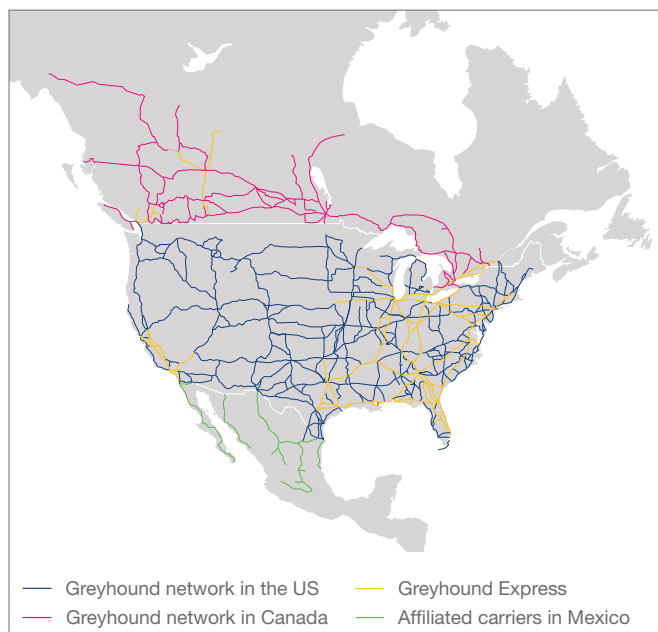 Greyhound network in the US
Greyhound Express
Greyhound network in Canada
Affiliated carriers in Mexico